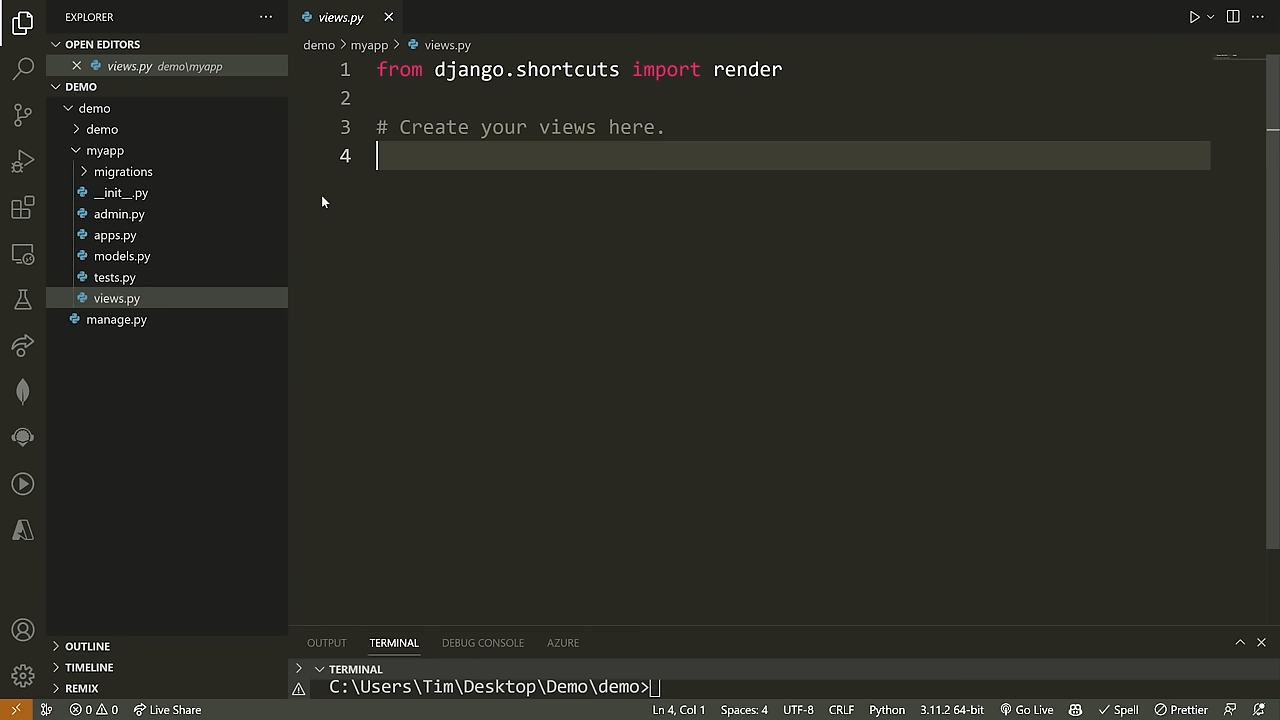 EXPLORER
OPEN EDITORS
views.py demo\myapp
DEMO
demo
demo
myapp
migrations
__init__.py
admin.py
apps.py
models.py
tests.py
views.py
manage.py
OUTLINE
TIMELINE
REMIX
views.py
demo > myapp > views.py
1 from django.shortcuts import render
2
3 # Create your views here.
4
OUTPUT TERMINAL DEBUG CONSOLE AZURE
TERMINAL
C:\Users\Tim\Desktop\Demo\demo>
0 0 Live Share Ln 4, Col 1 Spaces: 4 UTF-8 CRLF Python 3.11.2 64-bit Go Live Spell Prettier